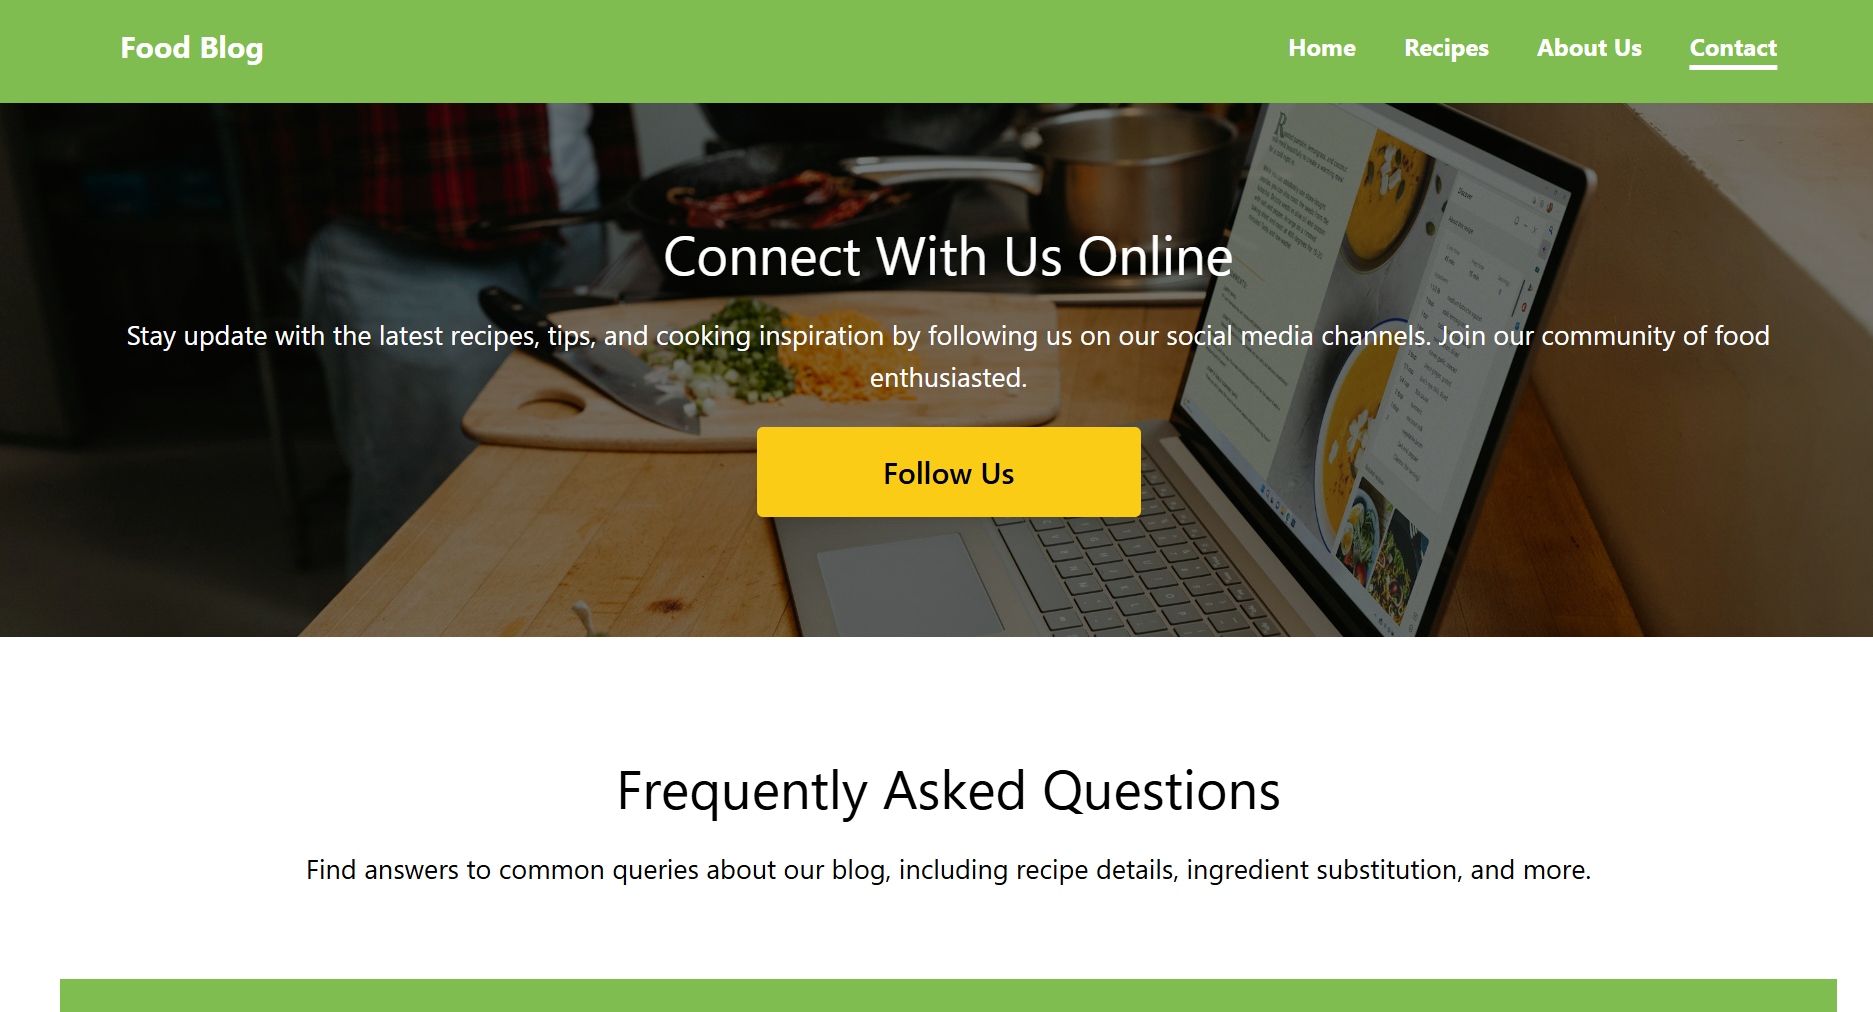 Food Blog
Home Recipes About Us Contact
Connect With Us Online
Stay update with the latest recipes, tips, and cooking inspiration by following us on our social media channels. Join our community of food
enthusiasted.
Follow Us
Frequently Asked Questions
Find answers to common queries about our blog, including recipe details, ingredient substitution, and more.
Discover